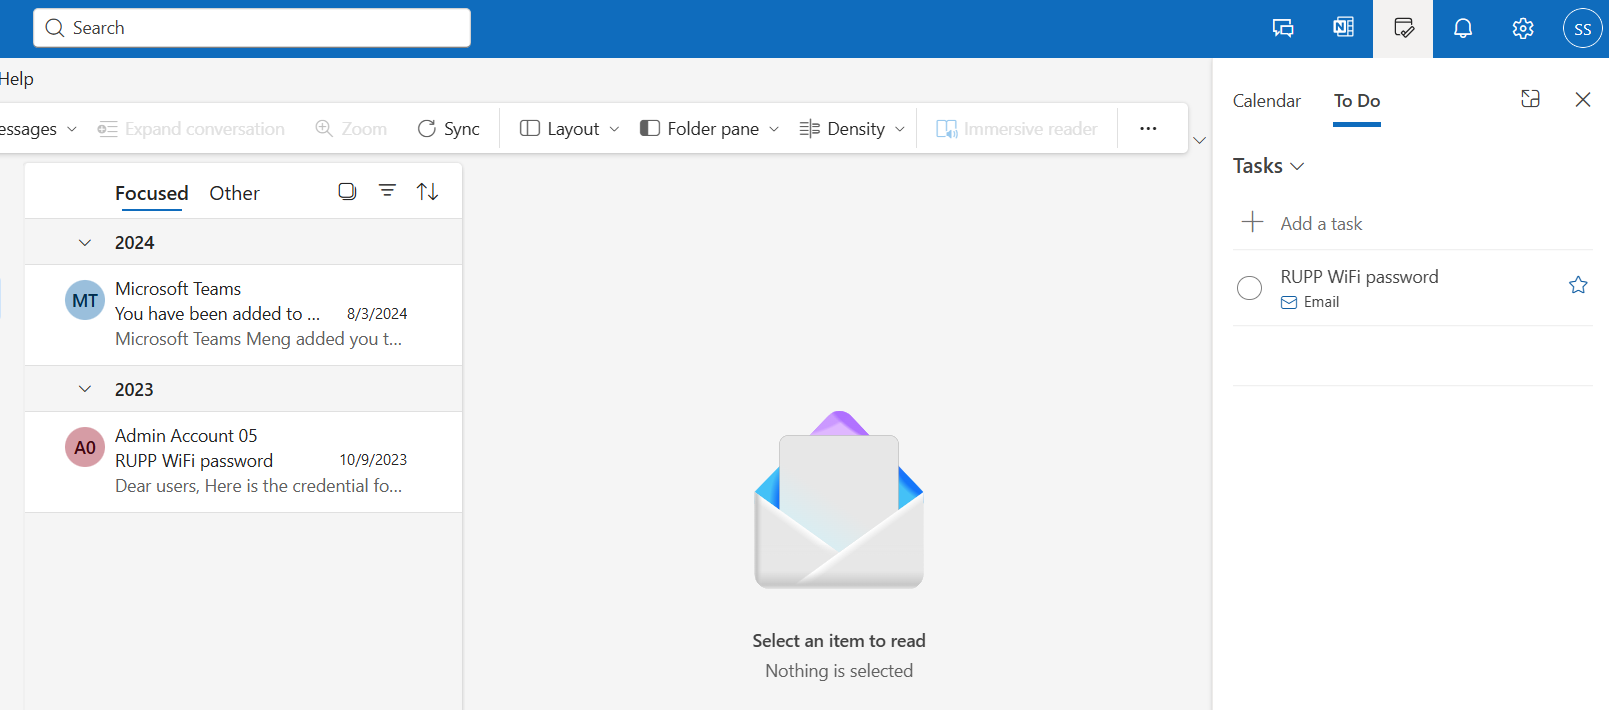 Search
SS
Help
essages
Expand conversation
Zoom
Sync
Layout
Folder pane
Density
Immersive reader
...
Focused
Other
2024
MT
Microsoft Teams
You have been added to ...
8/3/2024
Microsoft Teams Meng added you t...
2023
A0
Admin Account 05
RUPP WiFi password
10/9/2023
Dear users, Here is the credential fo...
Select an item to read
Nothing is selected
Calendar
To Do
Tasks
Add a task
RUPP WiFi password
Email